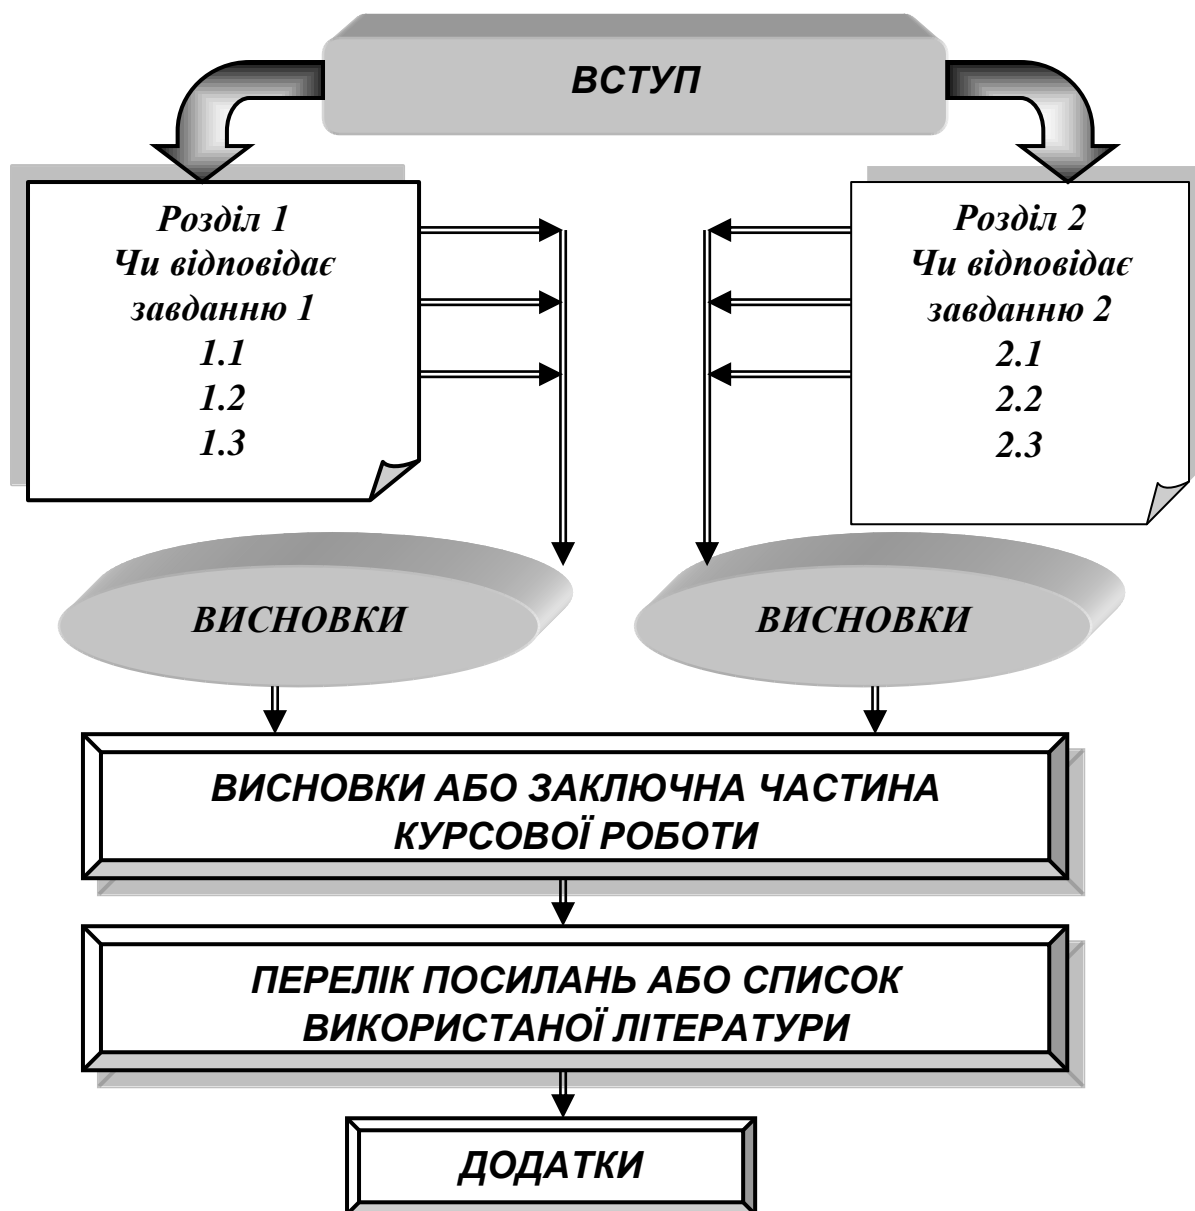 ВСТУП
Розділ 1
Чи відповідає
завданню 1
1.1
1.2
1.3
Розділ 2
Чи відповідає
завданню 2
2.1
2.2
2.3
ВИСНОВКИ
ВИСНОВКИ
ВИСНОВКИ АБО ЗАКЛЮЧНА ЧАСТИНА
КУРСОВОЇ РОБОТИ
ПЕРЕЛІК ПОСИЛАНЬ АБО СПИСОК
ВИКОРИСТАНОЇ ЛІТЕРАТУРИ
ДОДАТКИ